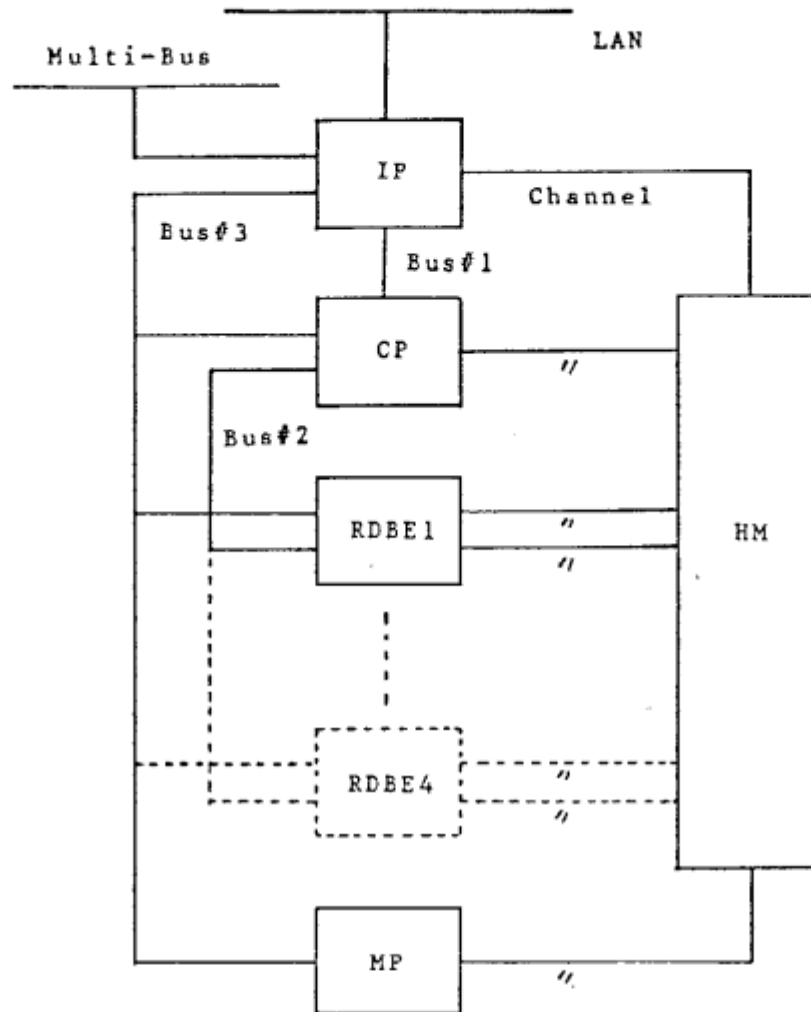 LAN
Multi-Bus
IP
Channel
Bus#3
Bus#1
CP
〃
Bus#2
RDBE1
〃
HM
〃
RDBE4
〃
〃
MP
〃